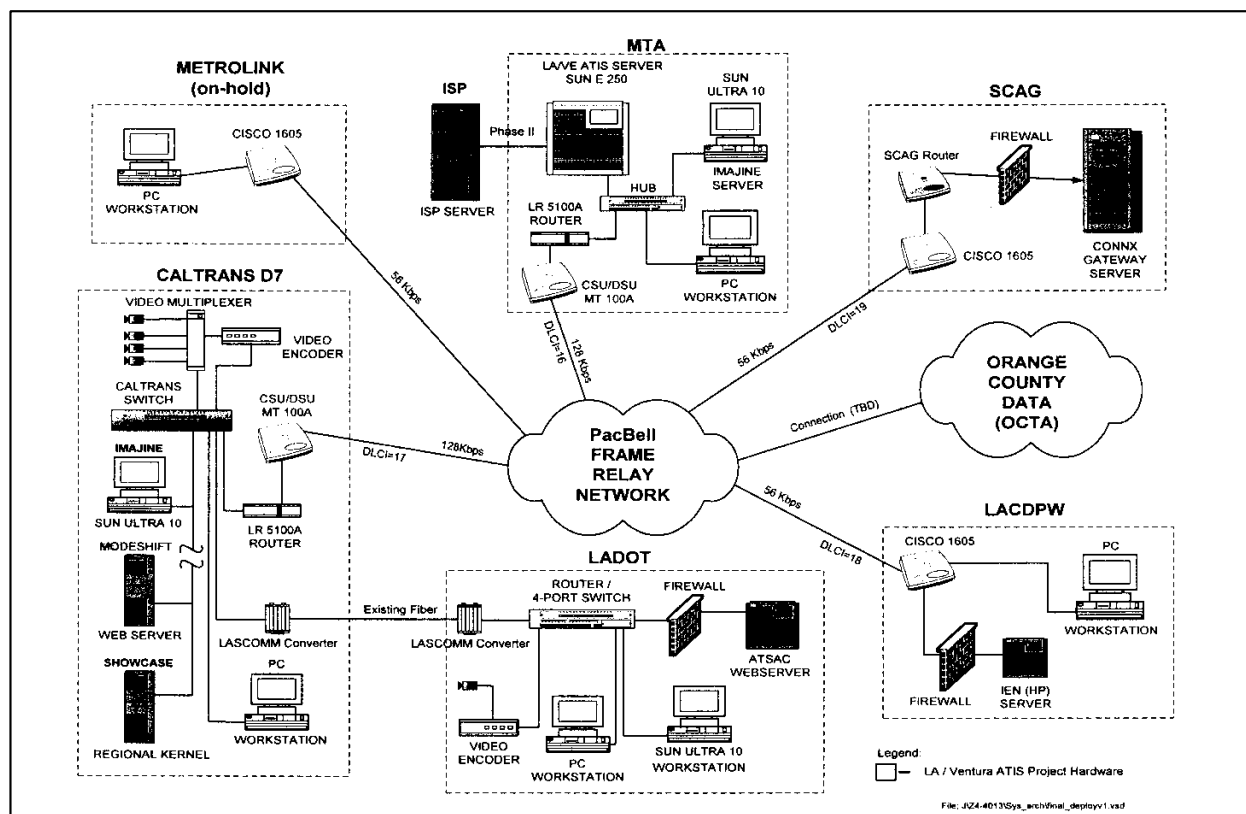 METROLINK
(on-hold)
CISCO 1605
PC
WORKSTATION
56 Kbps
ISP
ISP SERVER
Phase II
MTA
LA/VE ATIS SERVER
SUN E 250
SUN
ULTRA 10
IMAJINE
SERVER
HUB
LR 5100A
ROUTER
CSU/DSU
MT 100A
PC
WORKSTATION
DLCI=16
128 Kbps
SCAG
FIREWALL
SCAG Router
CISCO 1605
CONNX
GATEWAY
SERVER
56 Kbps
DLCI=19
CALTRANS D7
VIDEO MULTIPLEXER
VIDEO
ENCODER
CALTRANS
SWITCH
CSU/DSU
MT 100A
IMAJINE
SUN ULTRA 10
LR 5100A
ROUTER
MODESHIFT
WEB SERVER
LASCOMM Converter
SHOWCASE
REGIONAL KERNEL
PC
WORKSTATION
DLCI=17
128Kbps
PacBell
FRAME
RELAY
NETWORK
Connection (TBD)
ORANGE
COUNTY
DATA
(OCTA)
Existing Fiber
LADOT
ROUTER /
4-PORT SWITCH
FIREWALL
LASCOMM Converter
ATSAC
WEBSERVER
VIDEO
ENCODER
PC
WORKSTATION
SUN ULTRA 10
WORKSTATION
56 Kbps
DLCI=18
LACDPW
CISCO 1605
PC
WORKSTATION
FIREWALL
IEN (HP)
SERVER
Legend:
LA / Ventura ATIS Project Hardware
File: J\Z4-4013\Sys_arch\final_deployv1.vsd